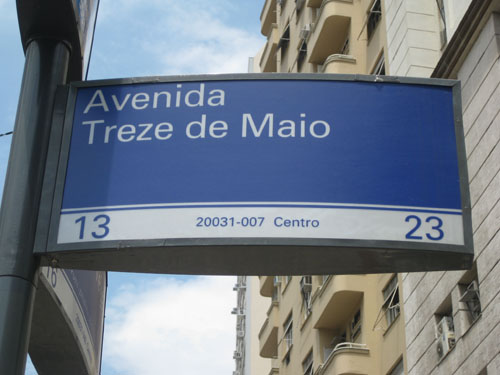 Avenida
Treze de Maio
13 20031-007 Centro 23